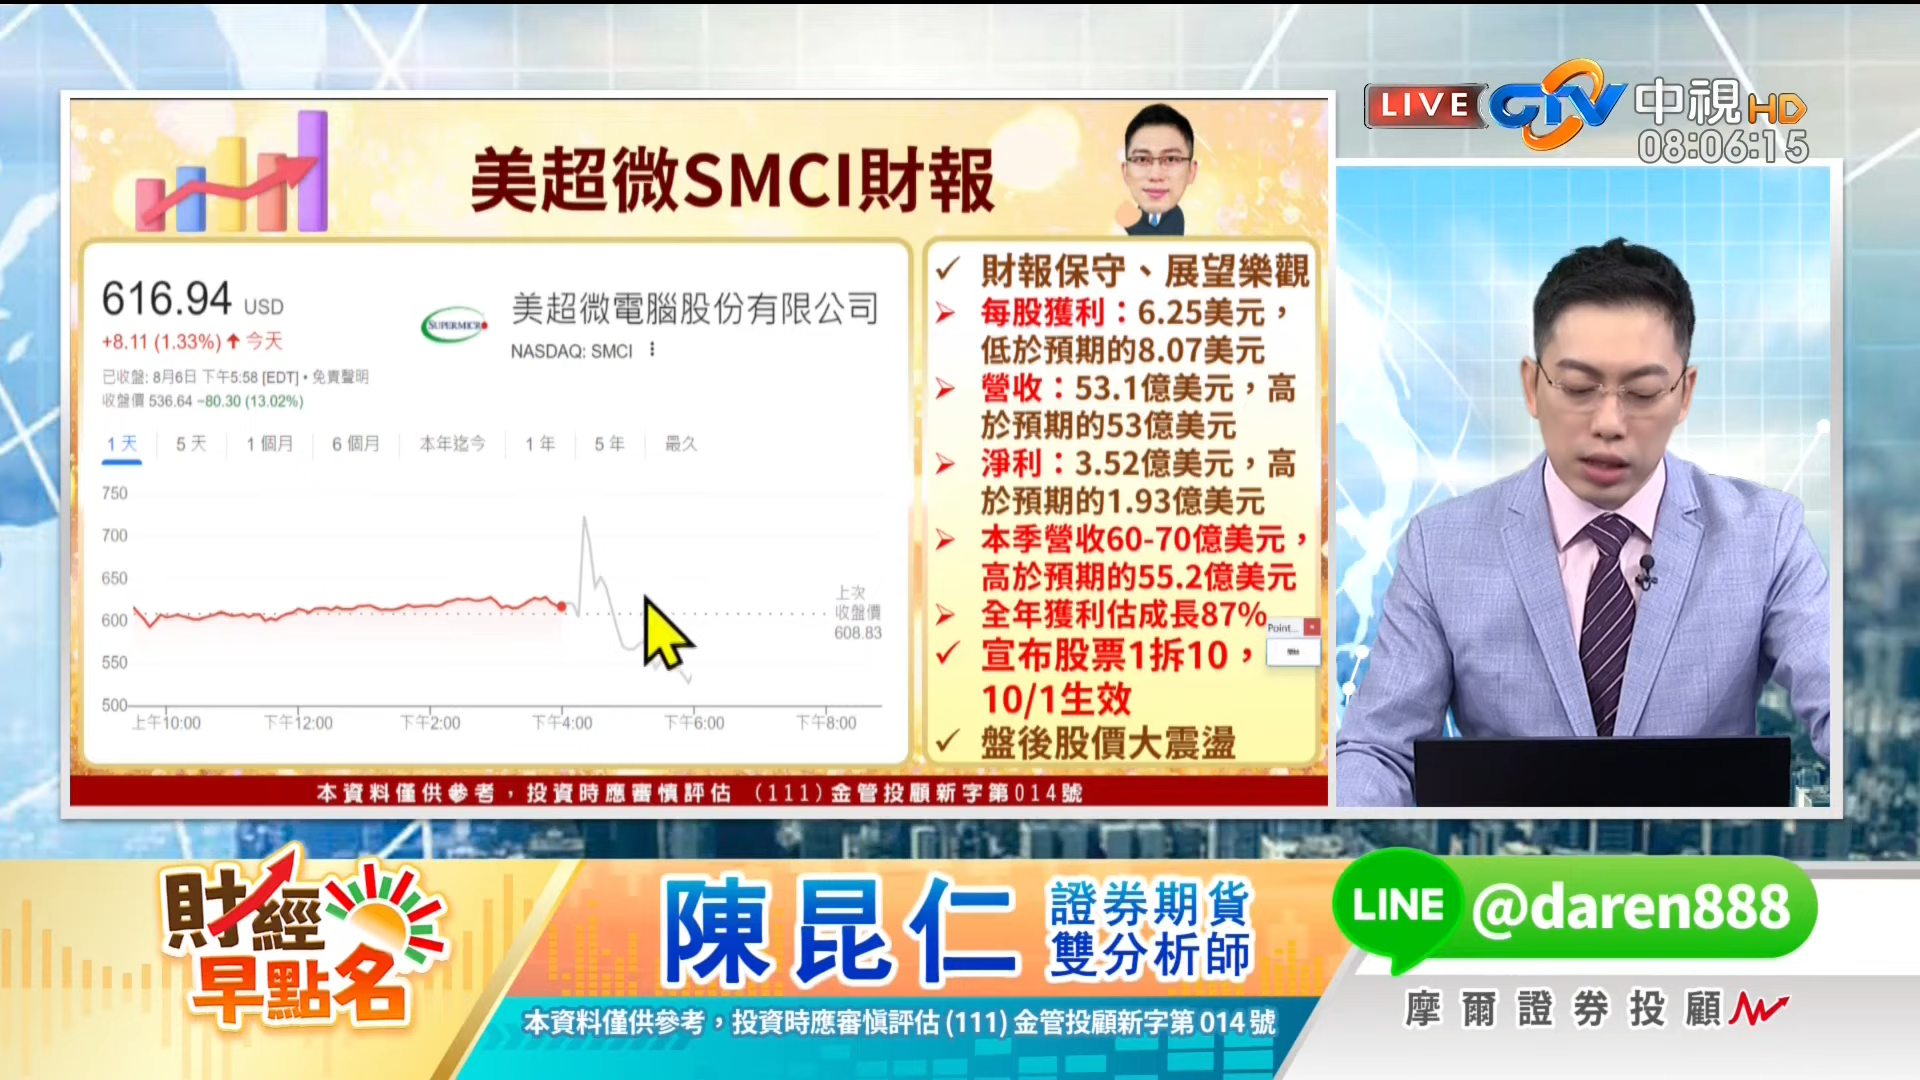 LIVE
CTV 中視 HD
08:06:15
美超微SMCI財報
616.94 USD
+8.11 (1.33%) ↑ 今天
已收盤: 8月6日 下午5:58 [EDT] • 免責聲明
收盤價 536.64 −80.30 (13.02%)
SUPERMICRO
美超微電腦股份有限公司
NASDAQ: SMCI
1 天 5 天 1 個月 6 個月 本年迄今 1 年 5 年 最久
750
700
650
600
550
500
上午10:00 下午12:00 下午2:00 下午4:00 下午6:00 下午8:00
上次
收盤價
608.83
✓ 財報保守、展望樂觀
➢ 每股獲利：6.25美元，
低於預期的8.07美元
➢ 營收：53.1億美元，高
於預期的53億美元
➢ 淨利：3.52億美元，高
於預期的1.93億美元
➢ 本季營收60-70億美元，
高於預期的55.2億美元
➢ 全年獲利估成長87%
✓ 宣布股票1拆10，
10/1生效
✓ 盤後股價大震盪
Point...
本資料僅供參考，投資時應審慎評估 (111)金管投顧新字第014號
財經
早點名
陳昆仁
證券期貨
雙分析師
本資料僅供參考，投資時應審慎評估 (111) 金管投顧新字第 014 號
LINE @daren888
摩爾證券投顧